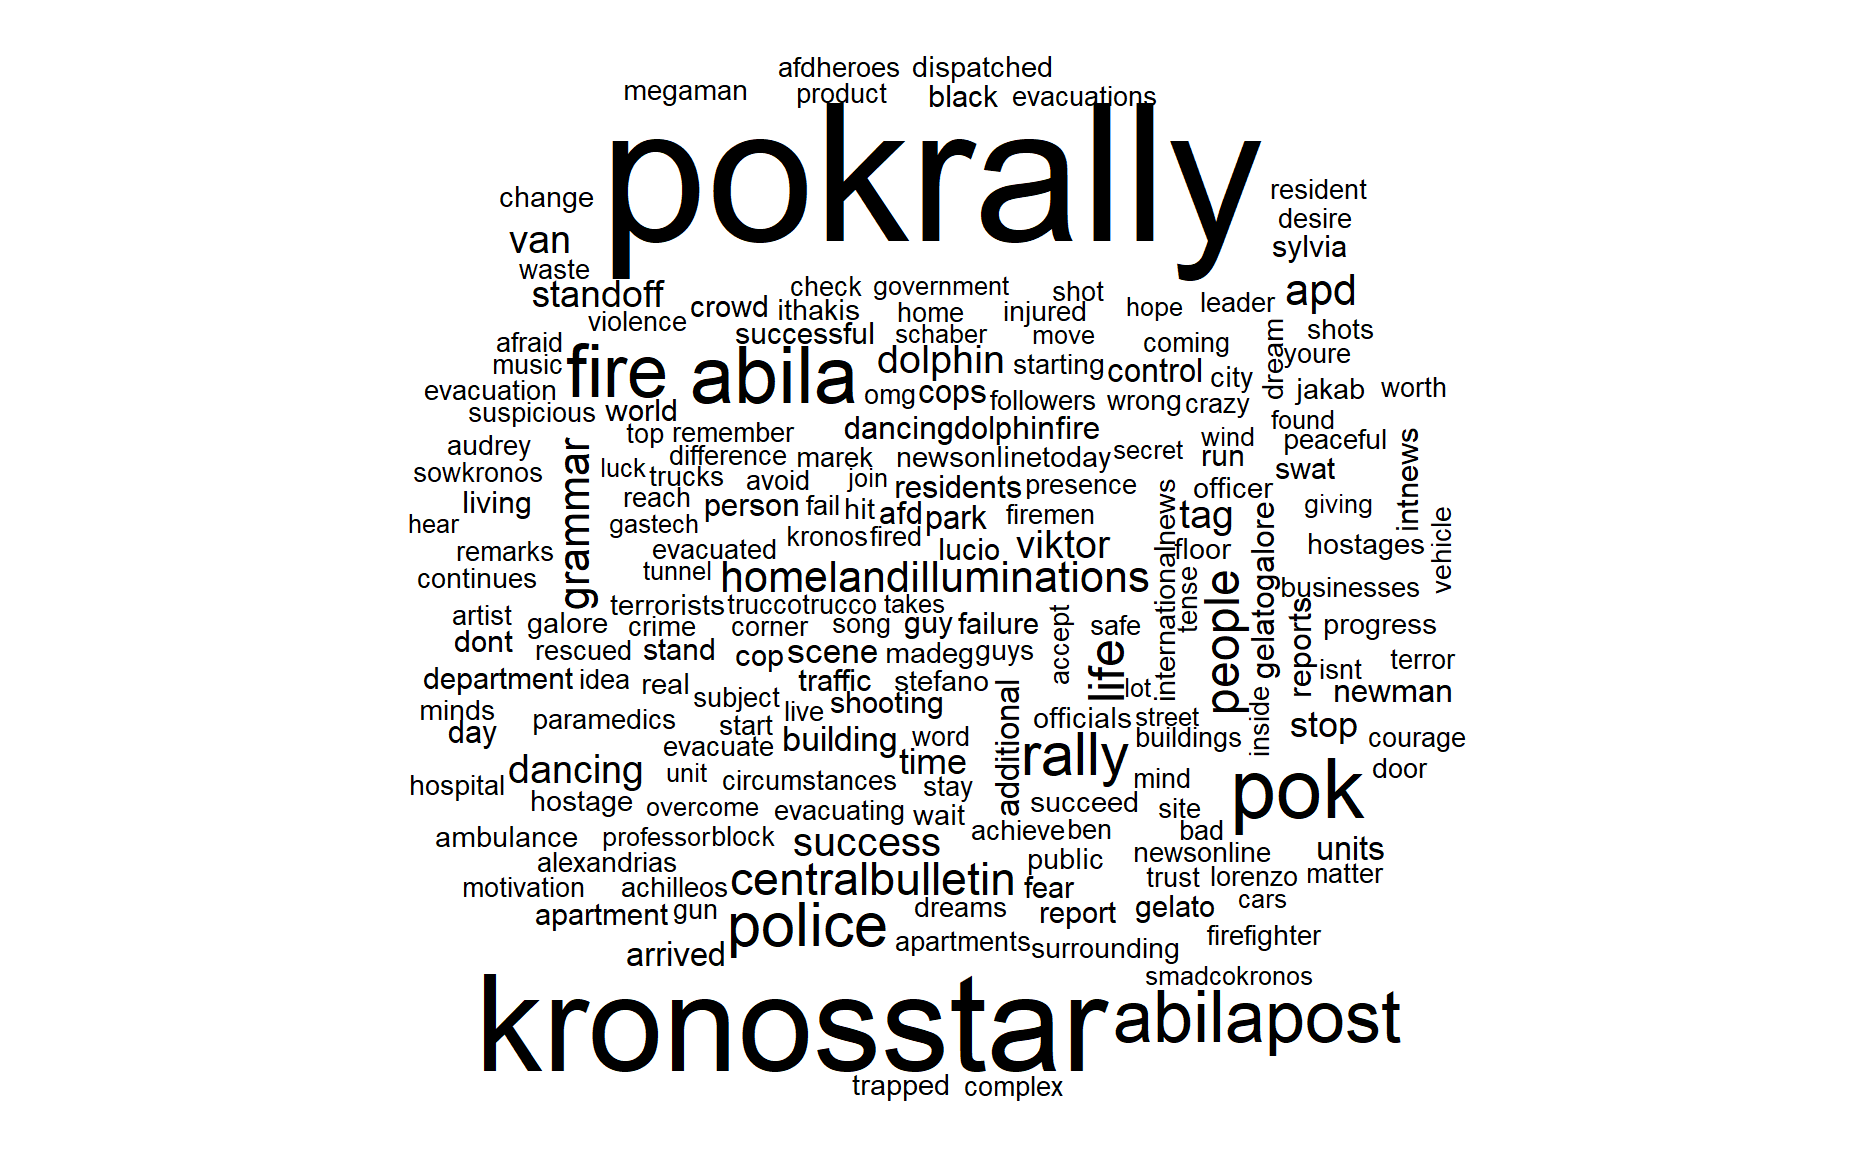 afdheroes dispatched
megaman product black evacuations
pokrally
change resident
desire
van sylvia
waste
standoff check government shot apd
crowd ithakis home injured hope leader
violence successful schaber move shots
afraid coming dream youre
music fire abila dolphin starting control city
evacuation omg cops followers wrong crazy jakab worth
suspicious world found
top remember dancingdolphinfire wind peaceful
audrey grammar difference marek newsonlinetoday secret run intnews
sowkronos luck trucks avoid join swat
living reach person fail hit residents presence officer giving
hear gastech afd park firemen tag
remarks evacuated kronos fired lucio viktor internationalnews floor gelatogalore hostages vehicle
continues tunnel homelandilluminations tense people businesses
artist terrorists truccotrucco takes
galore crime corner song guy failure accept safe reports progress
dont rescued stand cop scene madeg guys life isnt terror
department idea real traffic stefano lot newman
minds subject live shooting additional officials street inside stop
day paramedics start building word rally buildings courage
evacuate time
dancing unit circumstances stay mind pok door
hospital hostage overcome evacuating wait succeed site
ambulance professor block success achieve ben bad units
alexandrias public newsonline
motivation achilleos centralbulletin fear trust lorenzo matter
apartment gun police dreams report gelato cars
arrived apartments surrounding firefighter
smadcokronos
kronosstar abilapost
trapped complex